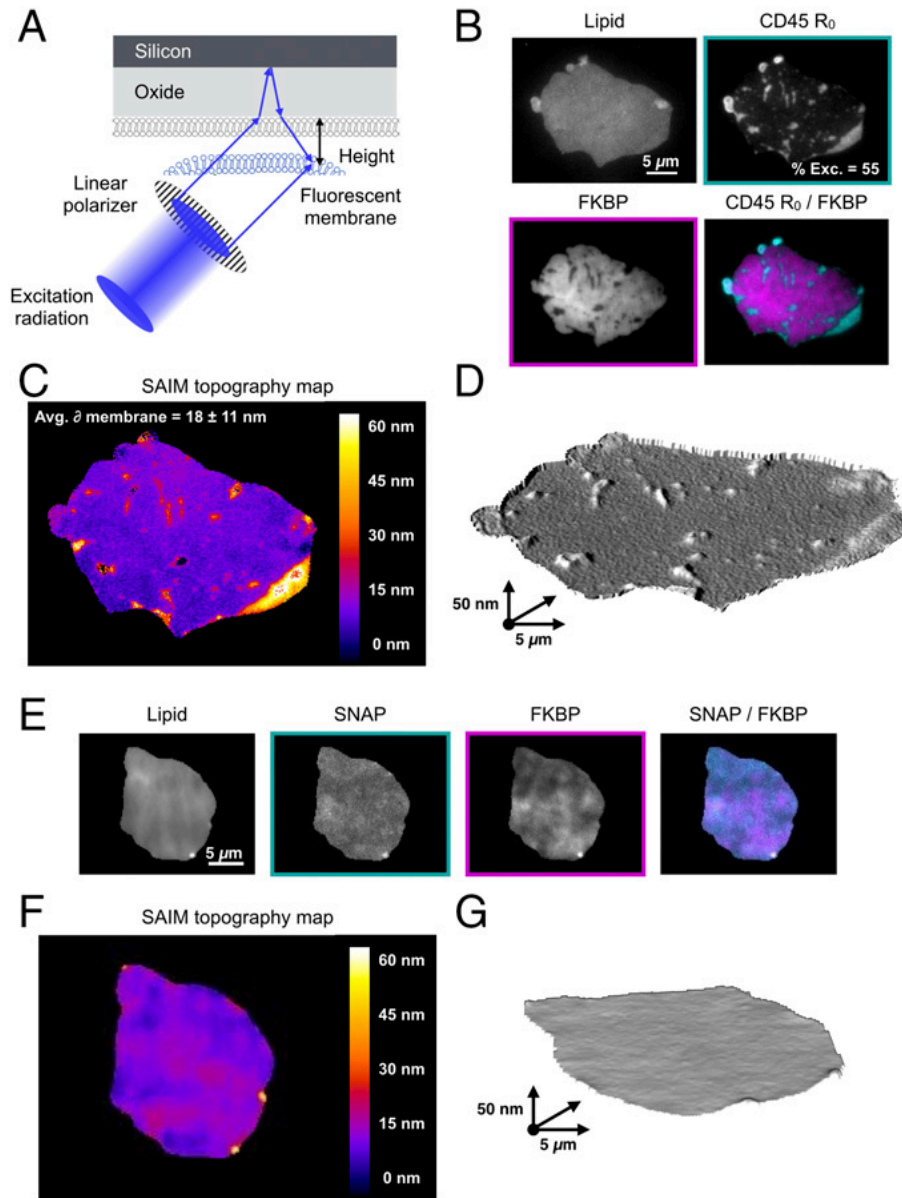 A
Silicon
Oxide
Height
Linear
polarizer
Fluorescent
membrane
Excitation
radiation
B
Lipid
CD45 R₀
5 µm
% Exc. = 55
FKBP
CD45 R₀ / FKBP
C
SAIM topography map
Avg. ∂ membrane = 18 ± 11 nm
60 nm
45 nm
30 nm
15 nm
0 nm
D
50 nm
5 µm
E
Lipid
SNAP
FKBP
SNAP / FKBP
5 µm
F
SAIM topography map
60 nm
45 nm
30 nm
15 nm
0 nm
G
50 nm
5 µm